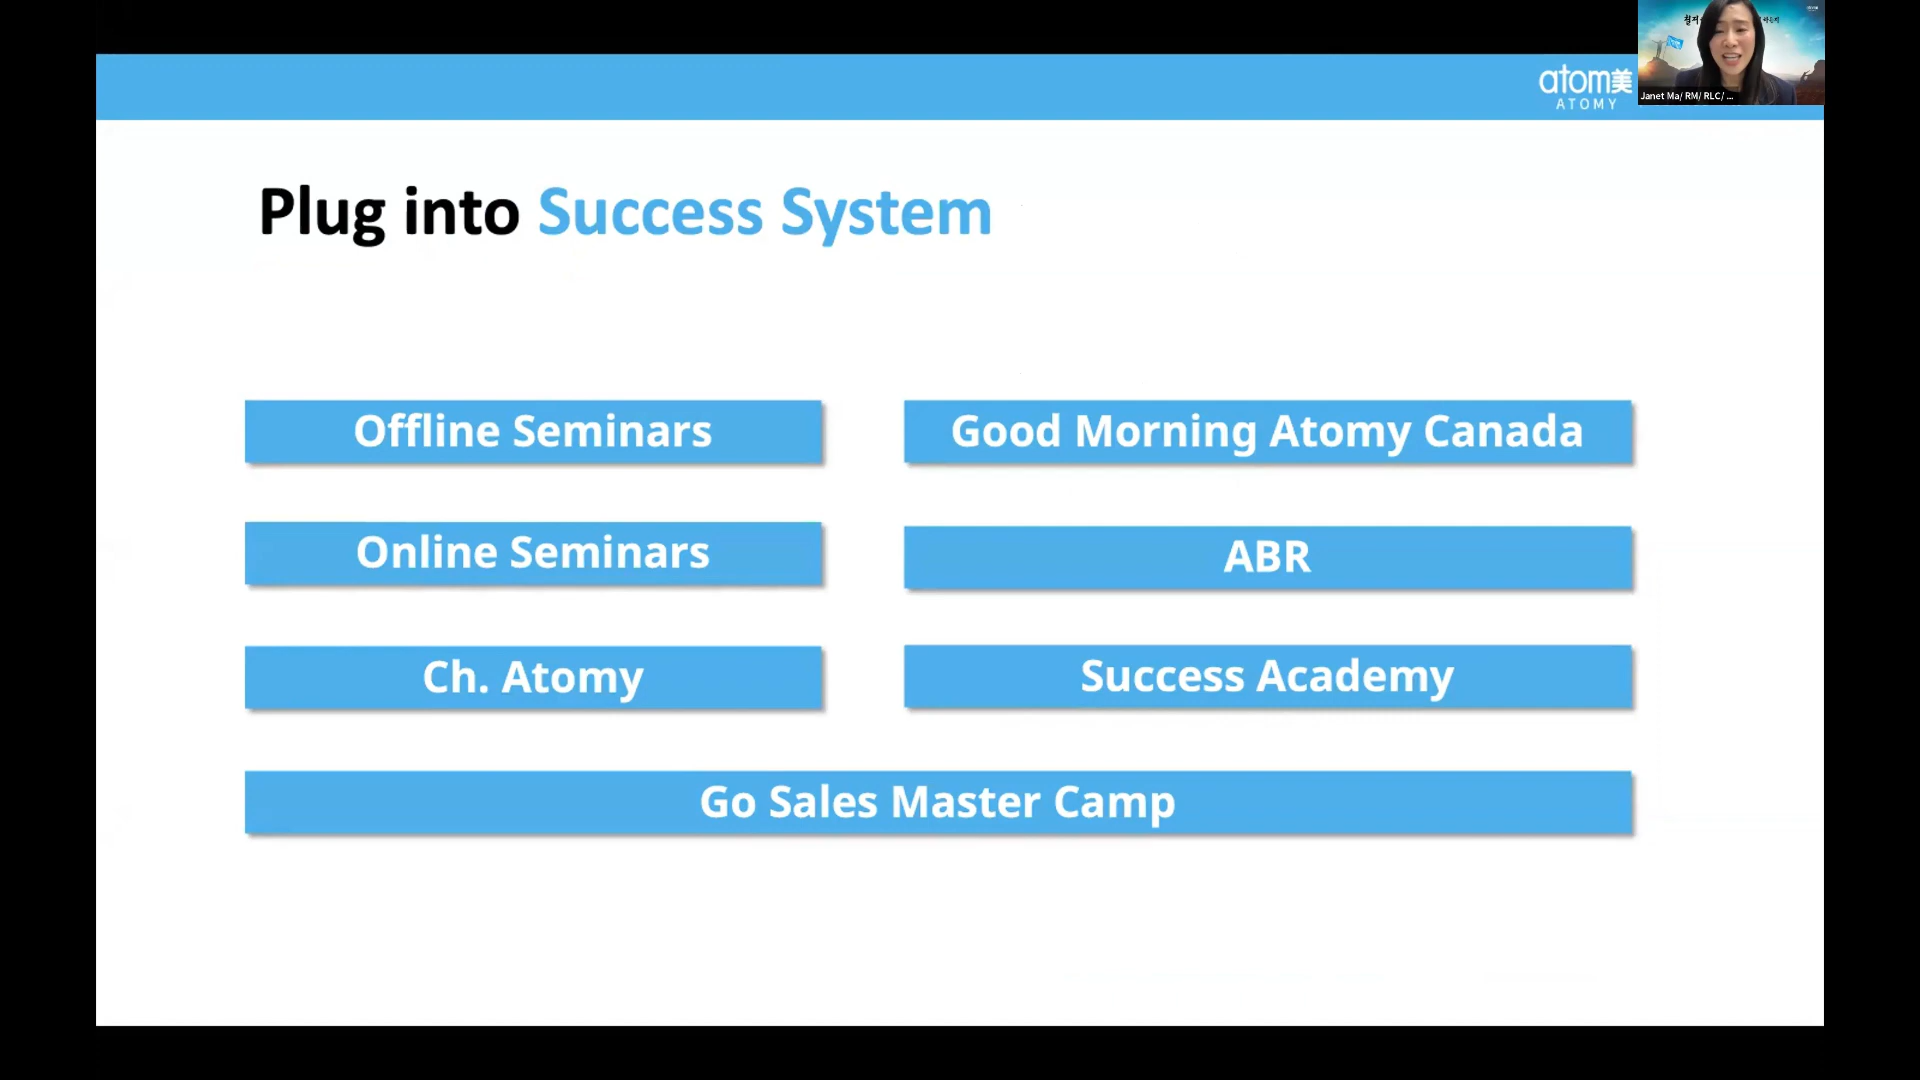 atom美
ATOMY
Janet Ma/ RM/ RLC/ ...
Plug into Success System
Offline Seminars
Good Morning Atomy Canada
Online Seminars
ABR
Ch. Atomy
Success Academy
Go Sales Master Camp